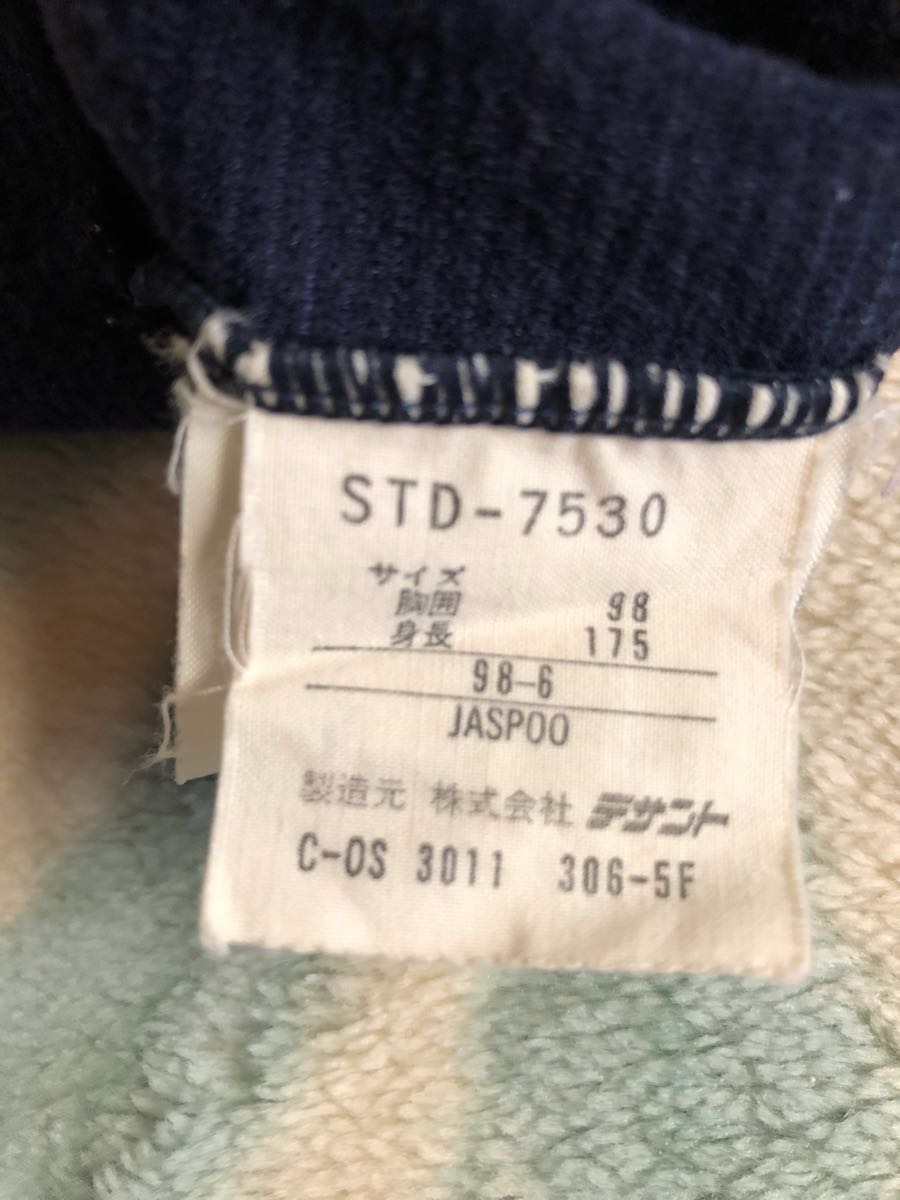 STD-7530
サイズ
胸囲 98
身長 175
98-6
JASPOO
製造元 株式会社 デサント
C-OS 3011 306-5F